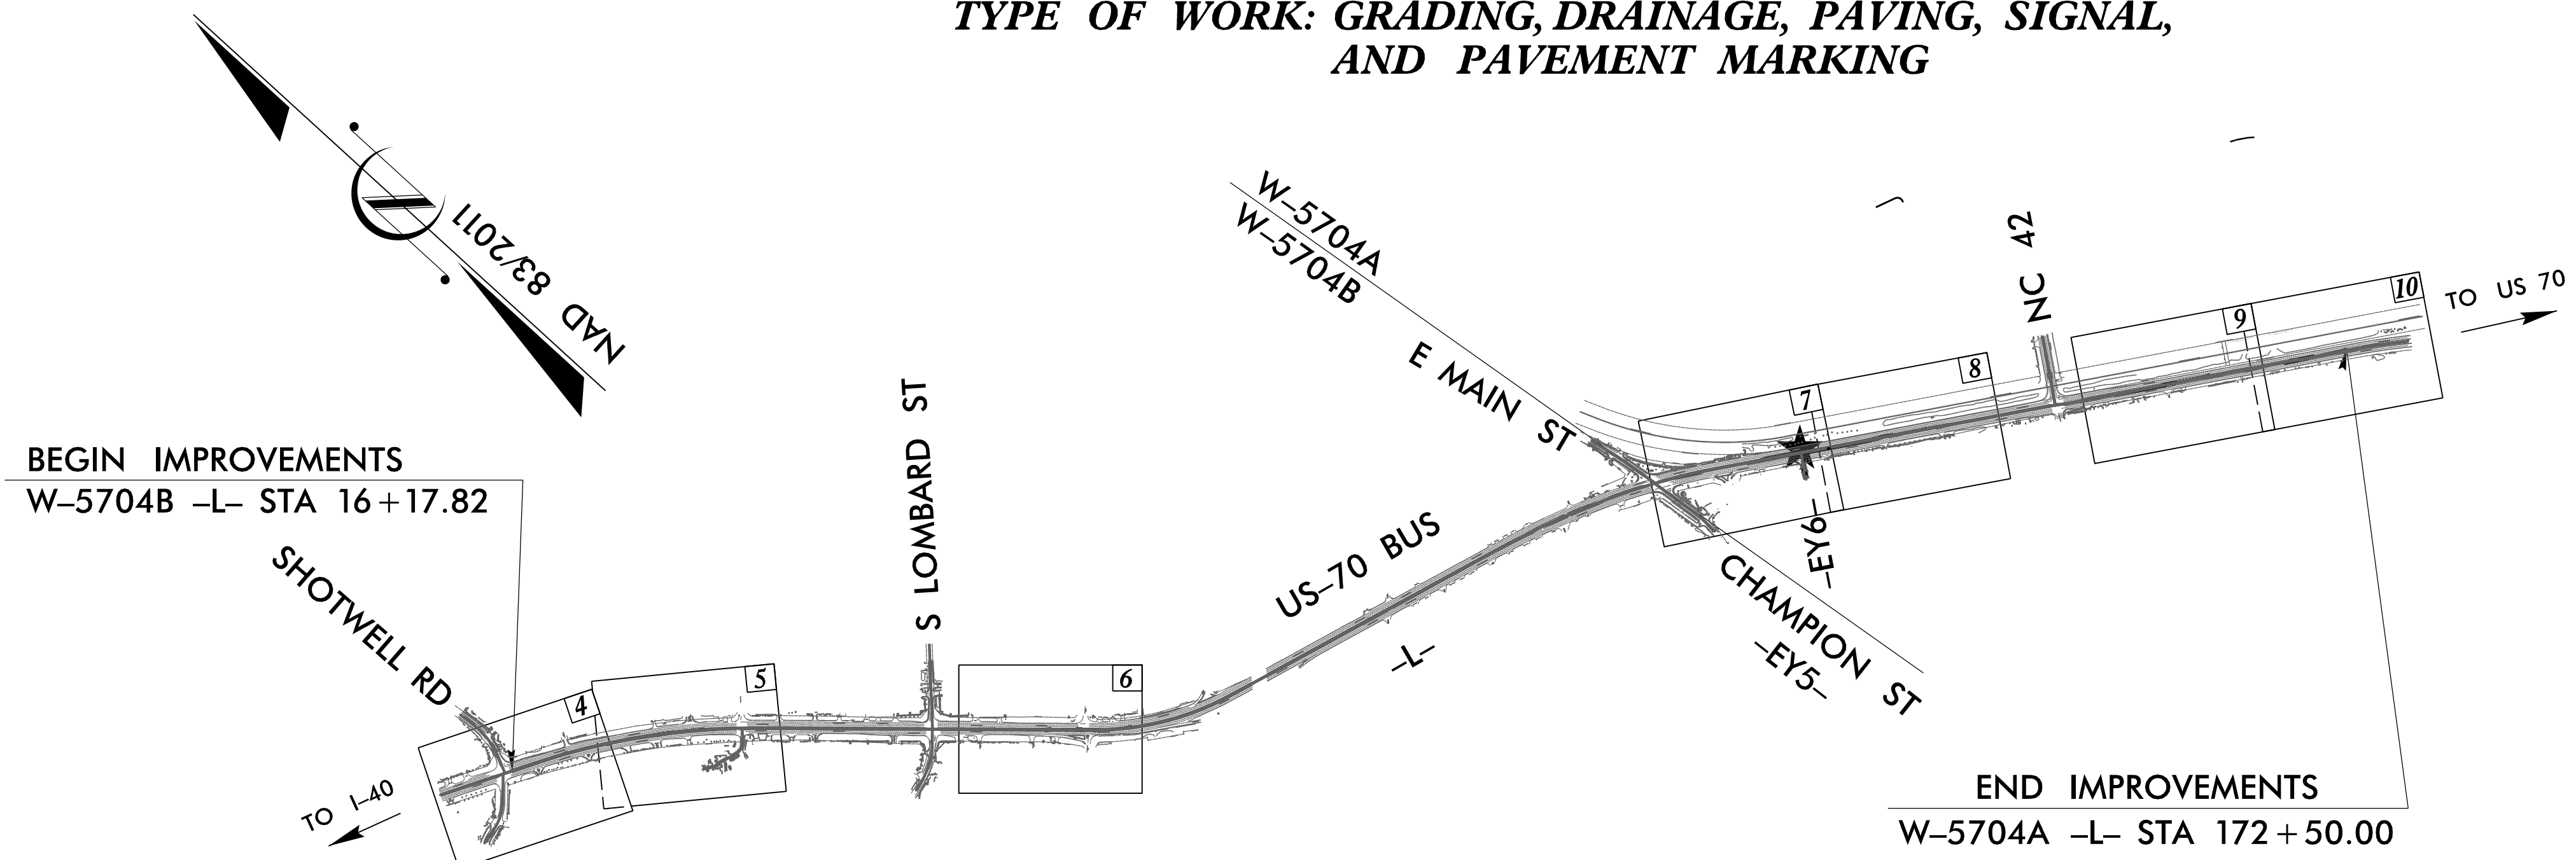 TYPE OF WORK: GRADING, DRAINAGE, PAVING, SIGNAL,
AND PAVEMENT MARKING
NAD 83/2011
W-5704A
W-5704B
E MAIN ST
NC 42
10
TO US 70
9
8
7
S LOMBARD ST
BEGIN IMPROVEMENTS
W-5704B -L- STA 16+17.82
SHOTWELL RD
US-70 BUS
-L-
-EY6-
CHAMPION ST
-EY5-
4
5
6
TO I-40
END IMPROVEMENTS
W-5704A -L- STA 172+50.00